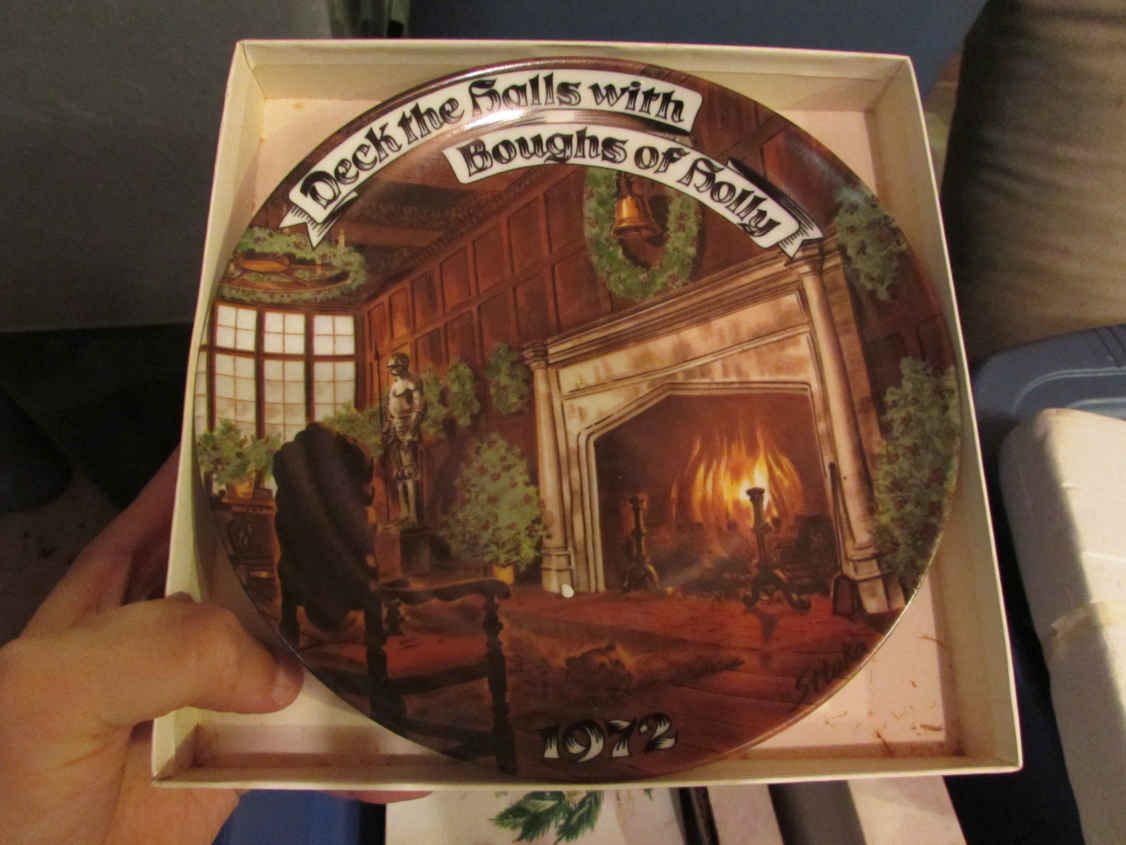 Deck the Halls with
Boughs of Holly
1972